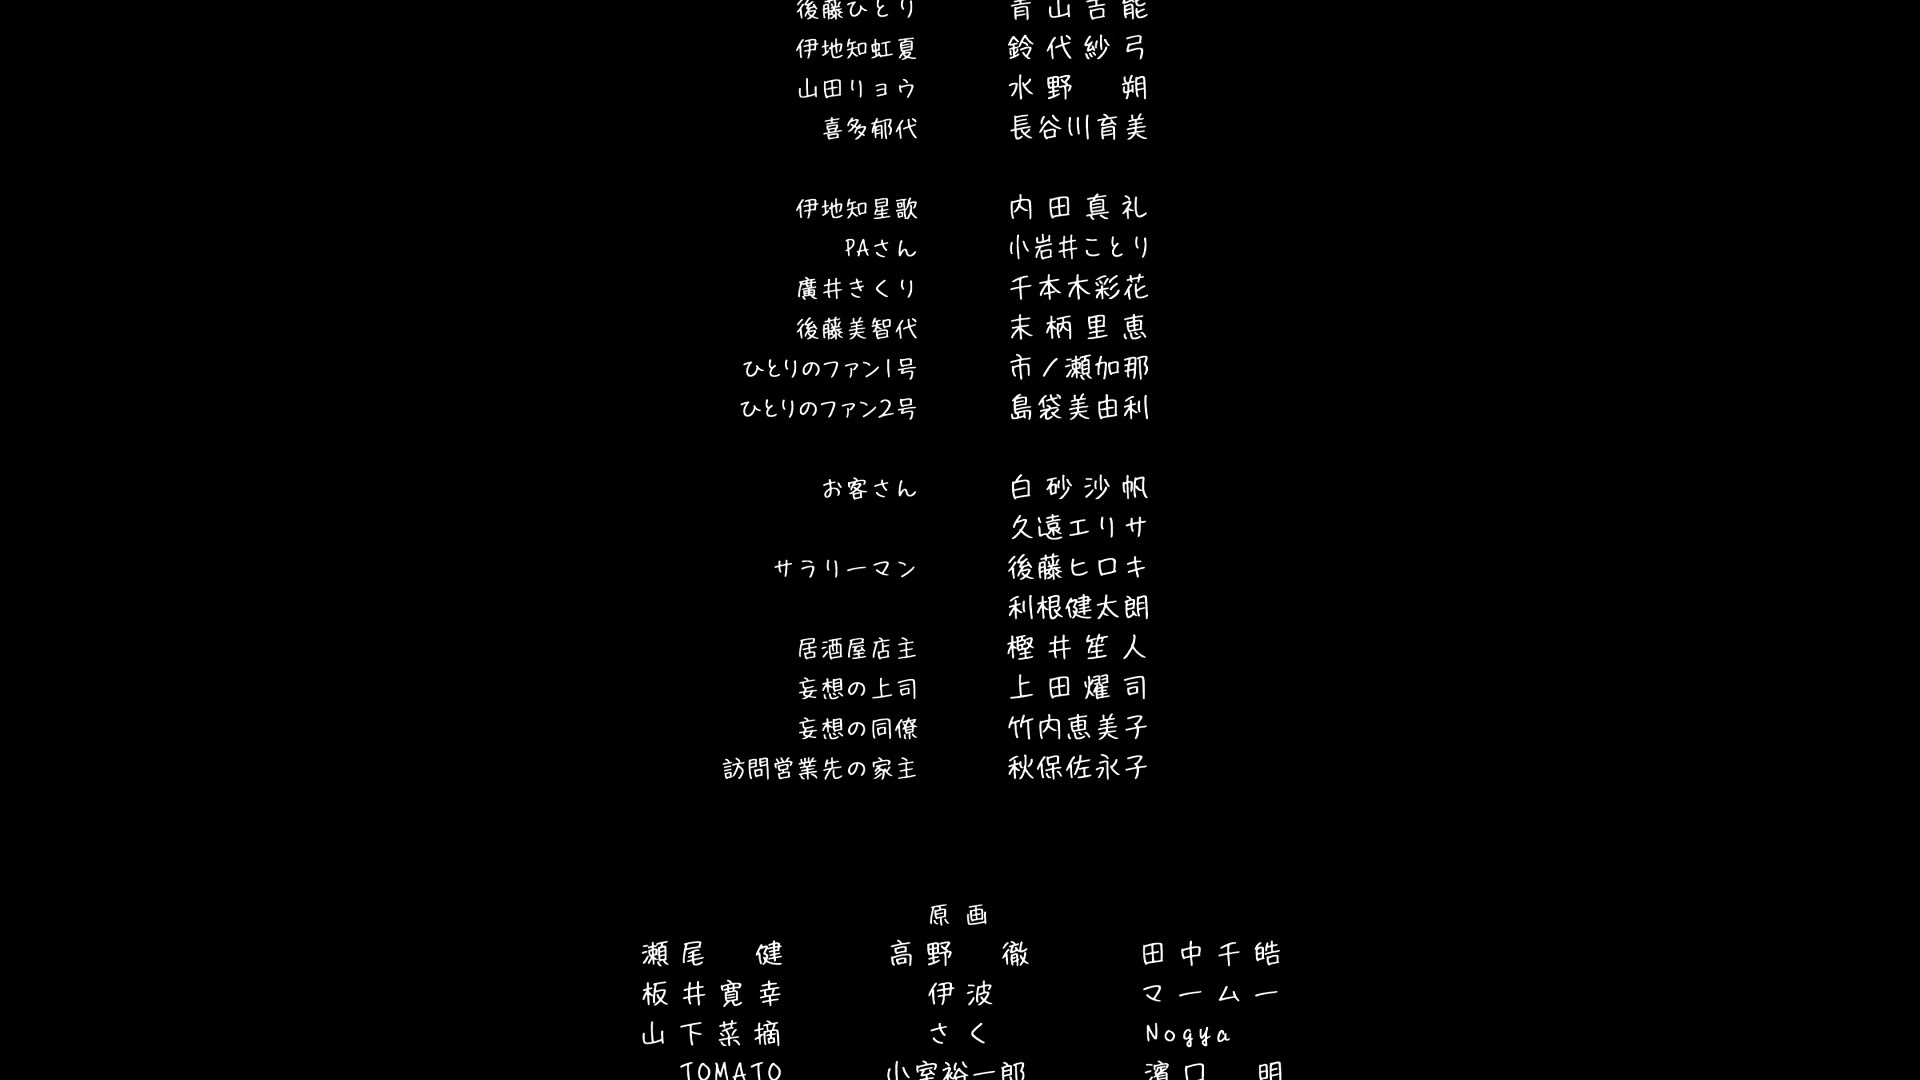 後藤ひとり 青山吉能
伊地知虹夏 鈴代紗弓
山田リョウ 水野 朔
喜多郁代 長谷川育美
伊地知星歌 内田真礼
PAさん 小岩井ことり
廣井きくり 千本木彩花
後藤美智代 末柄里恵
ひとりのファン1号 市ノ瀬加那
ひとりのファン2号 島袋美由利
お客さん 白砂沙帆
久遠エリサ
サラリーマン 後藤ヒロキ
利根健太朗
居酒屋店主 樫井笙人
妄想の上司 上田燿司
妄想の同僚 竹内恵美子
訪問営業先の家主 秋保佐永子
原画
瀬尾 健 高野 徹 田中千皓
板井寛幸 伊波 マームー
山下菜摘 さく Nogya
TOMATO 小室裕一郎 濱口 明